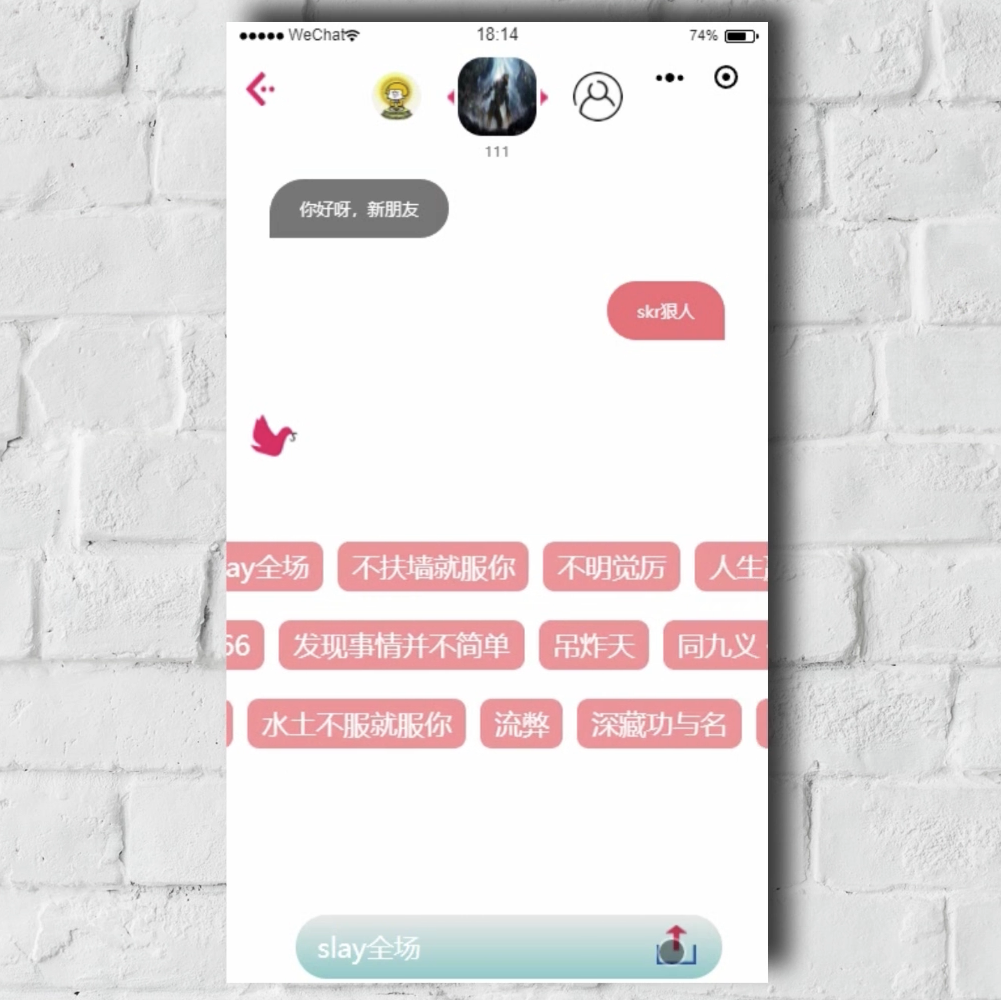 WeChat 18:14 74%
111
你好呀，新朋友
skr狠人
ay全场 不扶墙就服你 不明觉厉 人生
66 发现事情并不简单 吊炸天 同九义
水土不服就服你 流弊 深藏功与名
slay全场